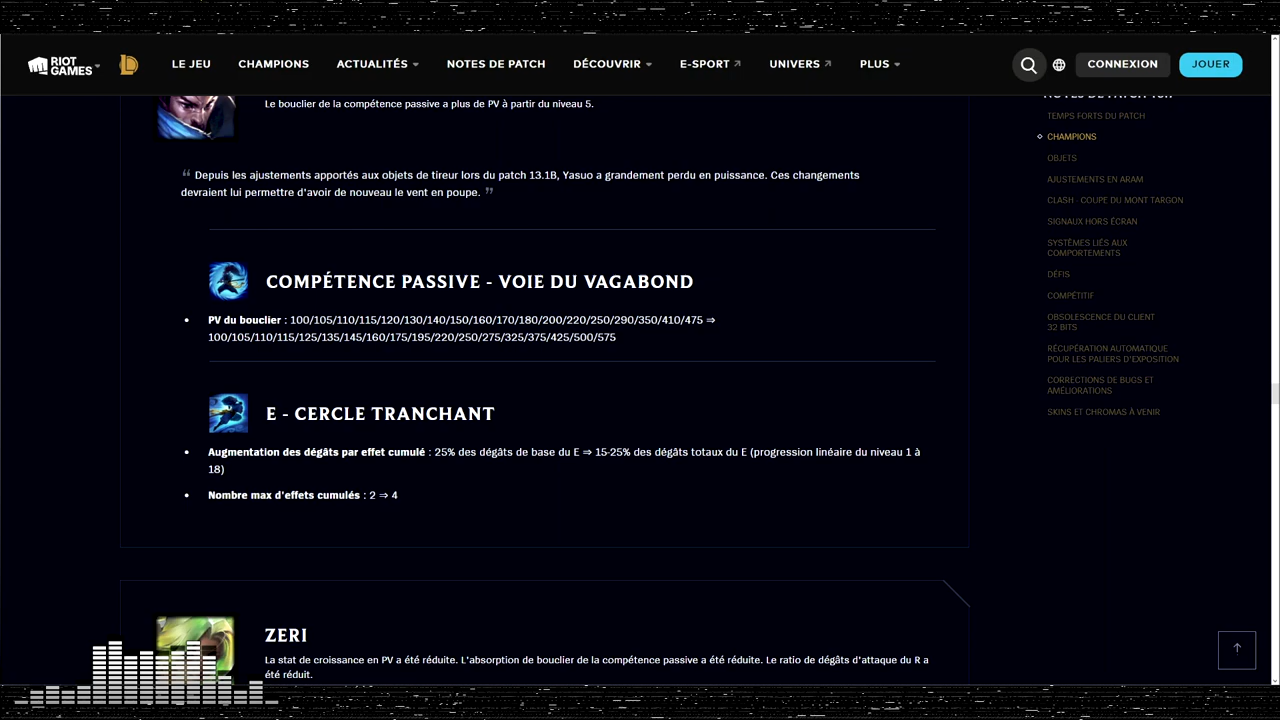 RIOT GAMES
LE JEU
CHAMPIONS
ACTUALITÉS
NOTES DE PATCH
DÉCOUVRIR
E-SPORT
UNIVERS
PLUS
CONNEXION
JOUER
Le bouclier de la compétence passive a plus de PV à partir du niveau 5.
“ Depuis les ajustements apportés aux objets de tireur lors du patch 13.1B, Yasuo a grandement perdu en puissance. Ces changements
devraient lui permettre d'avoir de nouveau le vent en poupe. ”
COMPÉTENCE PASSIVE - VOIE DU VAGABOND
• PV du bouclier : 100/105/110/115/120/130/140/150/160/170/180/200/220/250/290/350/410/475 ⇒
100/105/110/115/125/135/145/160/175/195/220/250/275/325/375/425/500/575
E - CERCLE TRANCHANT
• Augmentation des dégâts par effet cumulé : 25% des dégâts de base du E ⇒ 15-25% des dégâts totaux du E (progression linéaire du niveau 1 à
18)
• Nombre max d'effets cumulés : 2 ⇒ 4
ZERI
La stat de croissance en PV a été réduite. L'absorption de bouclier de la compétence passive a été réduite. Le ratio de dégâts d'attaque du R a
été réduit.
TEMPS FORTS DU PATCH
CHAMPIONS
OBJETS
AJUSTEMENTS EN ARAM
CLASH - COUPE DU MONT TARGON
SIGNAUX HORS ÉCRAN
SYSTÈMES LIÉS AUX
COMPORTEMENTS
DÉFIS
COMPÉTITIF
OBSOLESCENCE DU CLIENT
32 BITS
RÉCUPÉRATION AUTOMATIQUE
POUR LES PALIERS D'EXPOSITION
CORRECTIONS DE BUGS ET
AMÉLIORATIONS
SKINS ET CHROMAS À VENIR